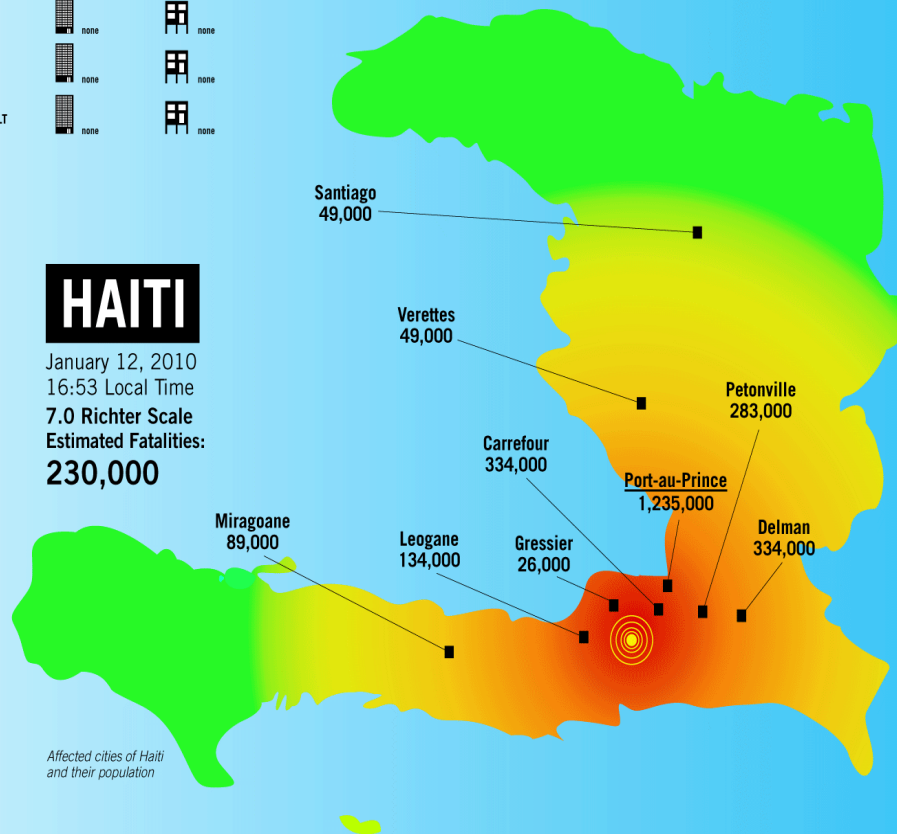 none
none
none
none
none
none
LT
Santiago
49,000
HAITI
January 12, 2010
16:53 Local Time
7.0 Richter Scale
Estimated Fatalities:
230,000
Verettes
49,000
Petonville
283,000
Carrefour
334,000
Port-au-Prince
1,235,000
Miragoane
89,000
Leogane
134,000
Gressier
26,000
Delman
334,000
Affected cities of Haiti
and their population